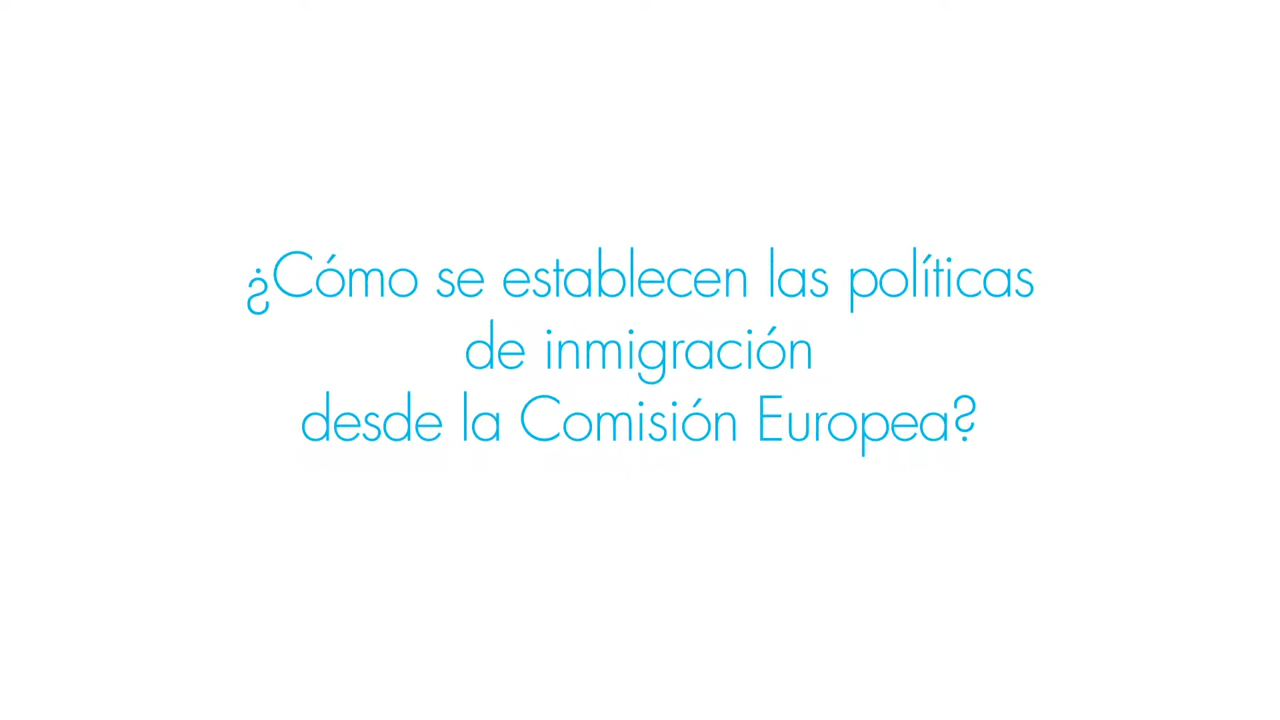 ¿Cómo se establecen las políticas
de inmigración
desde la Comisión Europea?